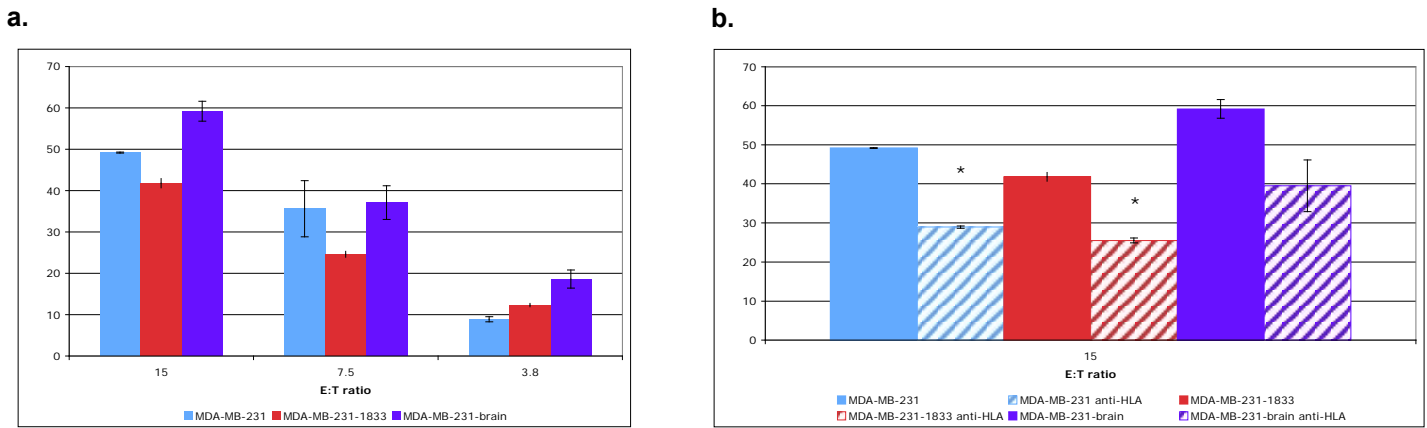 a.
70
60
50
40
30
20
10
0
15 7.5 3.8
E:T ratio
MDA-MB-231 MDA-MB-231-1833 MDA-MB-231-brain
b.
70
60
50
40
30
20
10
0
*
*
15
E:T ratio
MDA-MB-231 MDA-MB-231 anti-HLA MDA-MB-231-1833
MDA-MB-231-1833 anti-HLA MDA-MB-231-brain MDA-MB-231-brain anti-HLA